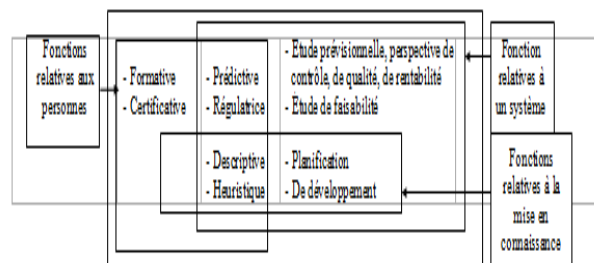 Fonctions
relatives aux
personnes
- Formative
- Certificative
- Prédictive
- Régulatrice
- Étude prévisionnelle, perspective de
contrôle, de qualité, de rentabilité
- Étude de faisabilité
Fonction
relatives à
un système
- Descriptive
- Heuristique
- Planification
- De développement
Fonctions
relatives à la
mise en
connaissance